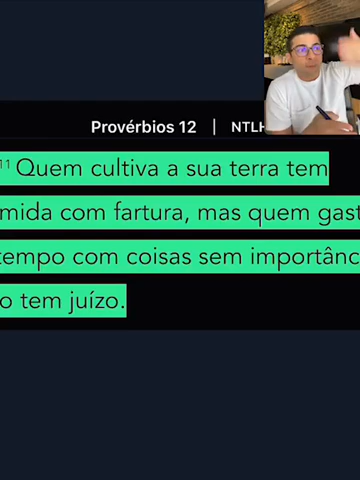 Provérbios 12 | NTLH
11 Quem cultiva a sua terra tem
mida com fartura, mas quem gast
tempo com coisas sem importânc
o tem juízo.